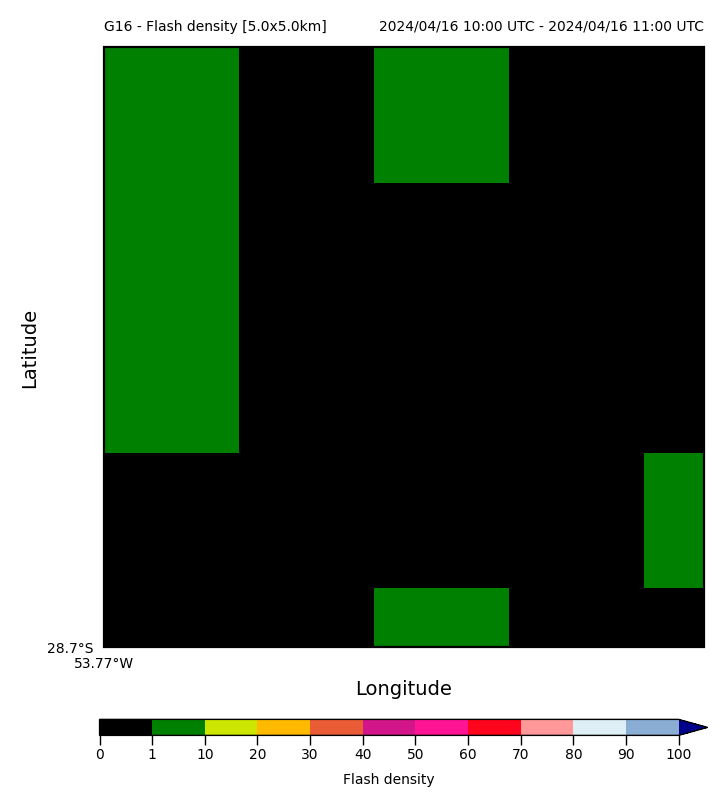 G16 - Flash density [5.0x5.0km] 2024/04/16 10:00 UTC - 2024/04/16 11:00 UTC
Latitude
28.7°S
53.77°W
Longitude
0 1 10 20 30 40 50 60 70 80 90 100
Flash density